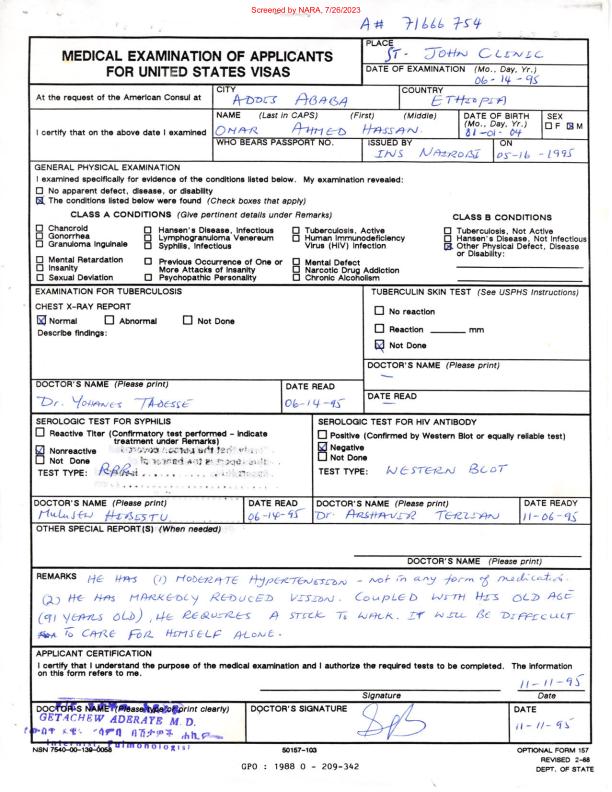 Screened by NARA, 7/26/2023
A# 71666 754
MEDICAL EXAMINATION OF APPLICANTS
FOR UNITED STATES VISAS
PLACE
ST. JOHN CLINIC
DATE OF EXAMINATION (Mo., Day, Yr.)
06-14-95
At the request of the American Consul at
CITY
ADDIS ABABA
COUNTRY
ETHIOPIA
I certify that on the above date I examined
NAME (Last in CAPS) (First) (Middle)
OMAR AHMED HASSAN.
DATE OF BIRTH
(Mo., Day, Yr.)
01-04
SEX
F M
WHO BEARS PASSPORT NO.
ISSUED BY
INS NAIROBI
ON
05-16-1995
GENERAL PHYSICAL EXAMINATION
I examined specifically for evidence of the conditions listed below. My examination revealed:
No apparent defect, disease, or disability
The conditions listed below were found (Check boxes that apply)
CLASS A CONDITIONS (Give pertinent details under Remarks)
CLASS B CONDITIONS
Chancroid
Gonorrhea
Granuloma Inguinale
Hansen's Disease, Infectious
Lymphogranuloma Venereum
Syphilis, Infectious
Tuberculosis, Active
Human Immunodeficiency
Virus (HIV) Infection
Tuberculosis, Not Active
Hansen's Disease, Not Infectious
Other Physical Defect, Disease
or Disability:
Mental Retardation
Insanity
Sexual Deviation
Previous Occurrence of One or
More Attacks of Insanity
Psychopathic Personality
Mental Defect
Narcotic Drug Addiction
Chronic Alcoholism
EXAMINATION FOR TUBERCULOSIS
CHEST X-RAY REPORT
Normal Abnormal Not Done
Describe findings:
TUBERCULIN SKIN TEST (See USPHS Instructions)
No reaction
Reaction mm
Not Done
DOCTOR'S NAME (Please print)
DATE READ
DOCTOR'S NAME (Please print)
Dr. YOHANES TADESSE
DATE READ
06-14-95
SEROLOGIC TEST FOR SYPHILIS
Reactive Titer (Confirmatory test performed - indicate
treatment under Remarks)
Nonreactive
Not Done
TEST TYPE:
SEROLOGIC TEST FOR HIV ANTIBODY
Positive (Confirmed by Western Blot or equally reliable test)
Negative
Not Done
TEST TYPE: WESTERN BLOT
DOCTOR'S NAME (Please print)
DATE READ
06-14-95
DOCTOR'S NAME (Please print)
Dr. ARSHAVIR TERZIAN
DATE READY
11-06-95
OTHER SPECIAL REPORT(S) (When needed)
DOCTOR'S NAME (Please print)
REMARKS HE HAS (1) MODERATE HYPERTENSION - not in any form of medication.
(2) HE HAS MARKEDLY REDUCED VISION. COUPLED WITH HIS OLD AGE
(91 YEARS OLD), HE REQUIRES A STICK TO WALK. IT WILL BE DIFFICULT
TO CARE FOR HIMSELF ALONE.
APPLICANT CERTIFICATION
I certify that I understand the purpose of the medical examination and I authorize the required tests to be completed. The information
on this form refers to me.
11-11-95
Signature
Date
DOCTOR'S NAME (Please type or print clearly)
GETACHEW ADERAYE M.D.
Internist, Pulmonologist
DOCTOR'S SIGNATURE
DATE
11-11-95
NSN 7540-00-139-0058
50157-103
OPTIONAL FORM 157
REVISED 2-88
DEPT. OF STATE
GPO : 1988 O - 209-342